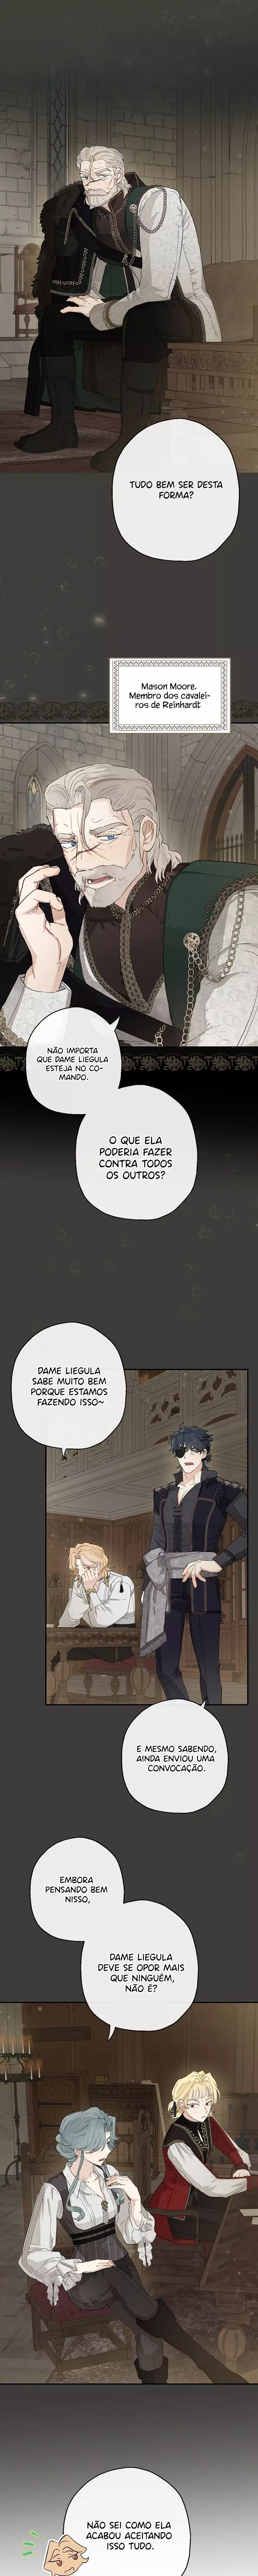 TUDO BEM SER DESTA
FORMA?
Mason Moore.
Membro dos cavalei-
ros de Reinhardt
NÃO IMPORTA
QUE DAME LIEGULA
ESTEJA NO CO-
MANDO.
O QUE ELA
PODERIA FAZER
CONTRA TODOS
OS OUTROS?
DAME LIEGULA
SABE MUITO BEM
PORQUE ESTAMOS
FAZENDO ISSO~
E MESMO SABENDO,
AINDA ENVIOU UMA
CONVOCAÇÃO.
EMBORA
PENSANDO BEM
NISSO,
DAME LIEGULA
DEVE SE OPOR MAIS
QUE NINGUÉM,
NÃO É?
NÃO SEI COMO ELA
ACABOU ACEITANDO
ISSO TUDO.